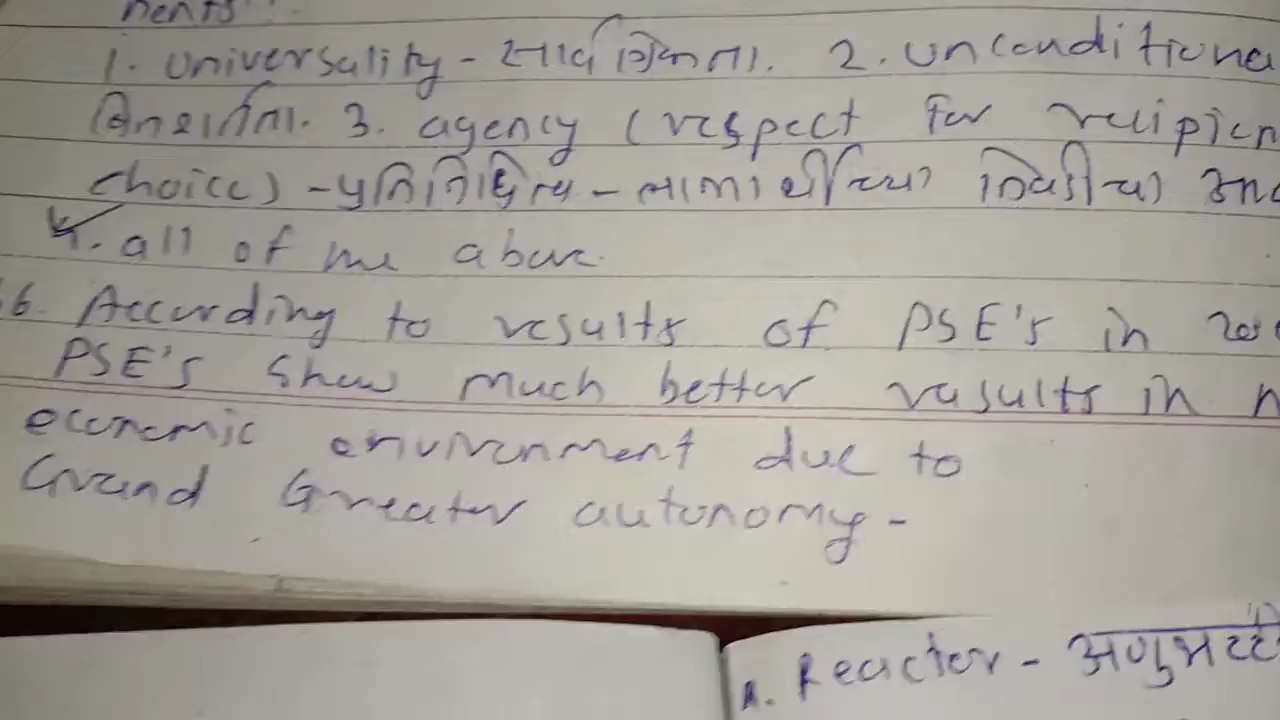 nents
1. Universality - સાર્વત્રિકતા. 2. unconditiona
બિનશરતીતા. 3. agency (respect for recipien
choice) -પ્રતિનિધિત્વ -
4. all of the above.
6. According to results of PSE's in
PSE's show much better results in n
economic environment due to
Grand Greater autonomy -
A. Reactor - अणुभट्टी